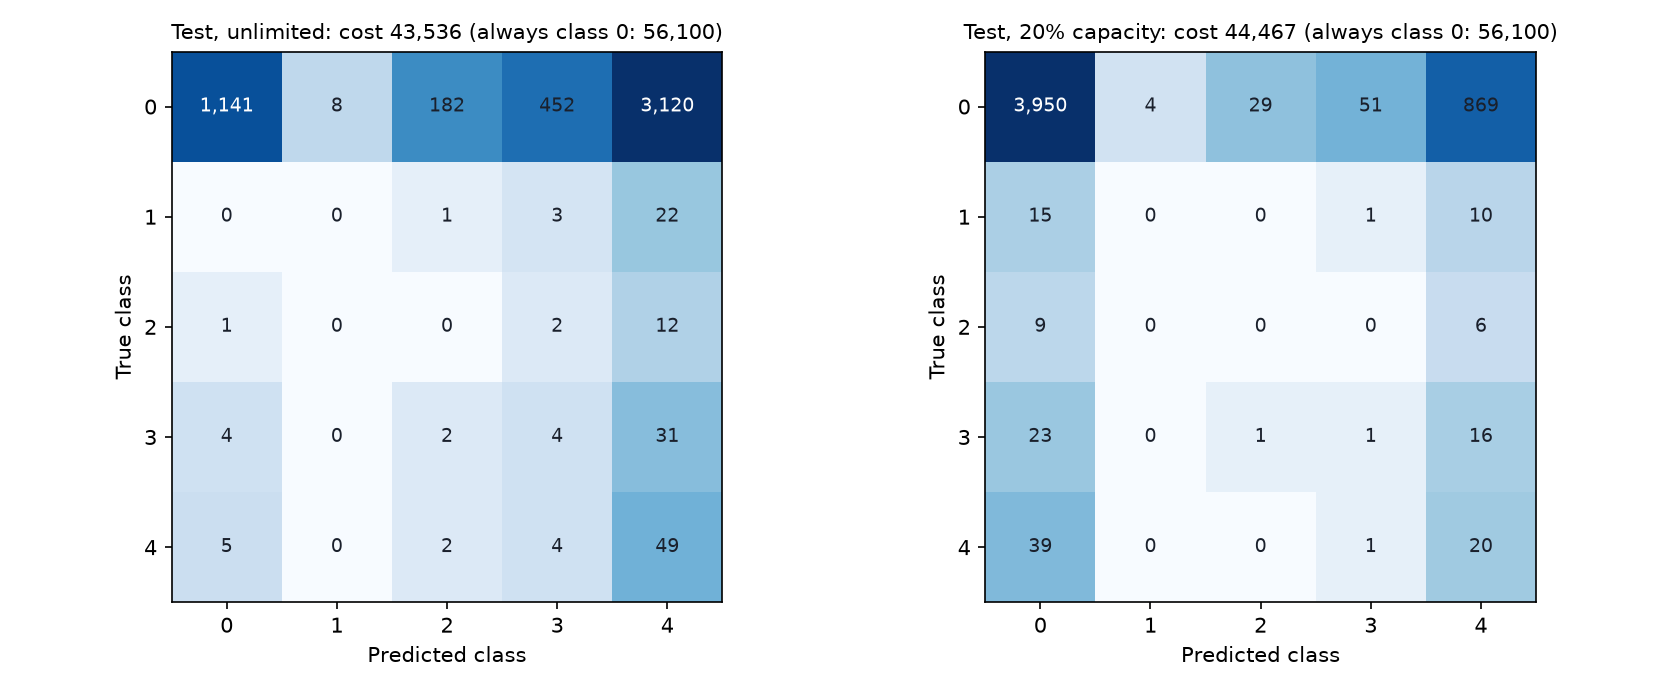 Test, unlimited: cost 43,536 (always class 0: 56,100)
True class
0 1,141 8 182 452 3,120
1 0 0 1 3 22
2 1 0 0 2 12
3 4 0 2 4 31
4 5 0 2 4 49
0 1 2 3 4
Predicted class
Test, 20% capacity: cost 44,467 (always class 0: 56,100)
True class
0 3,950 4 29 51 869
1 15 0 0 1 10
2 9 0 0 0 6
3 23 0 1 1 16
4 39 0 0 1 20
0 1 2 3 4
Predicted class